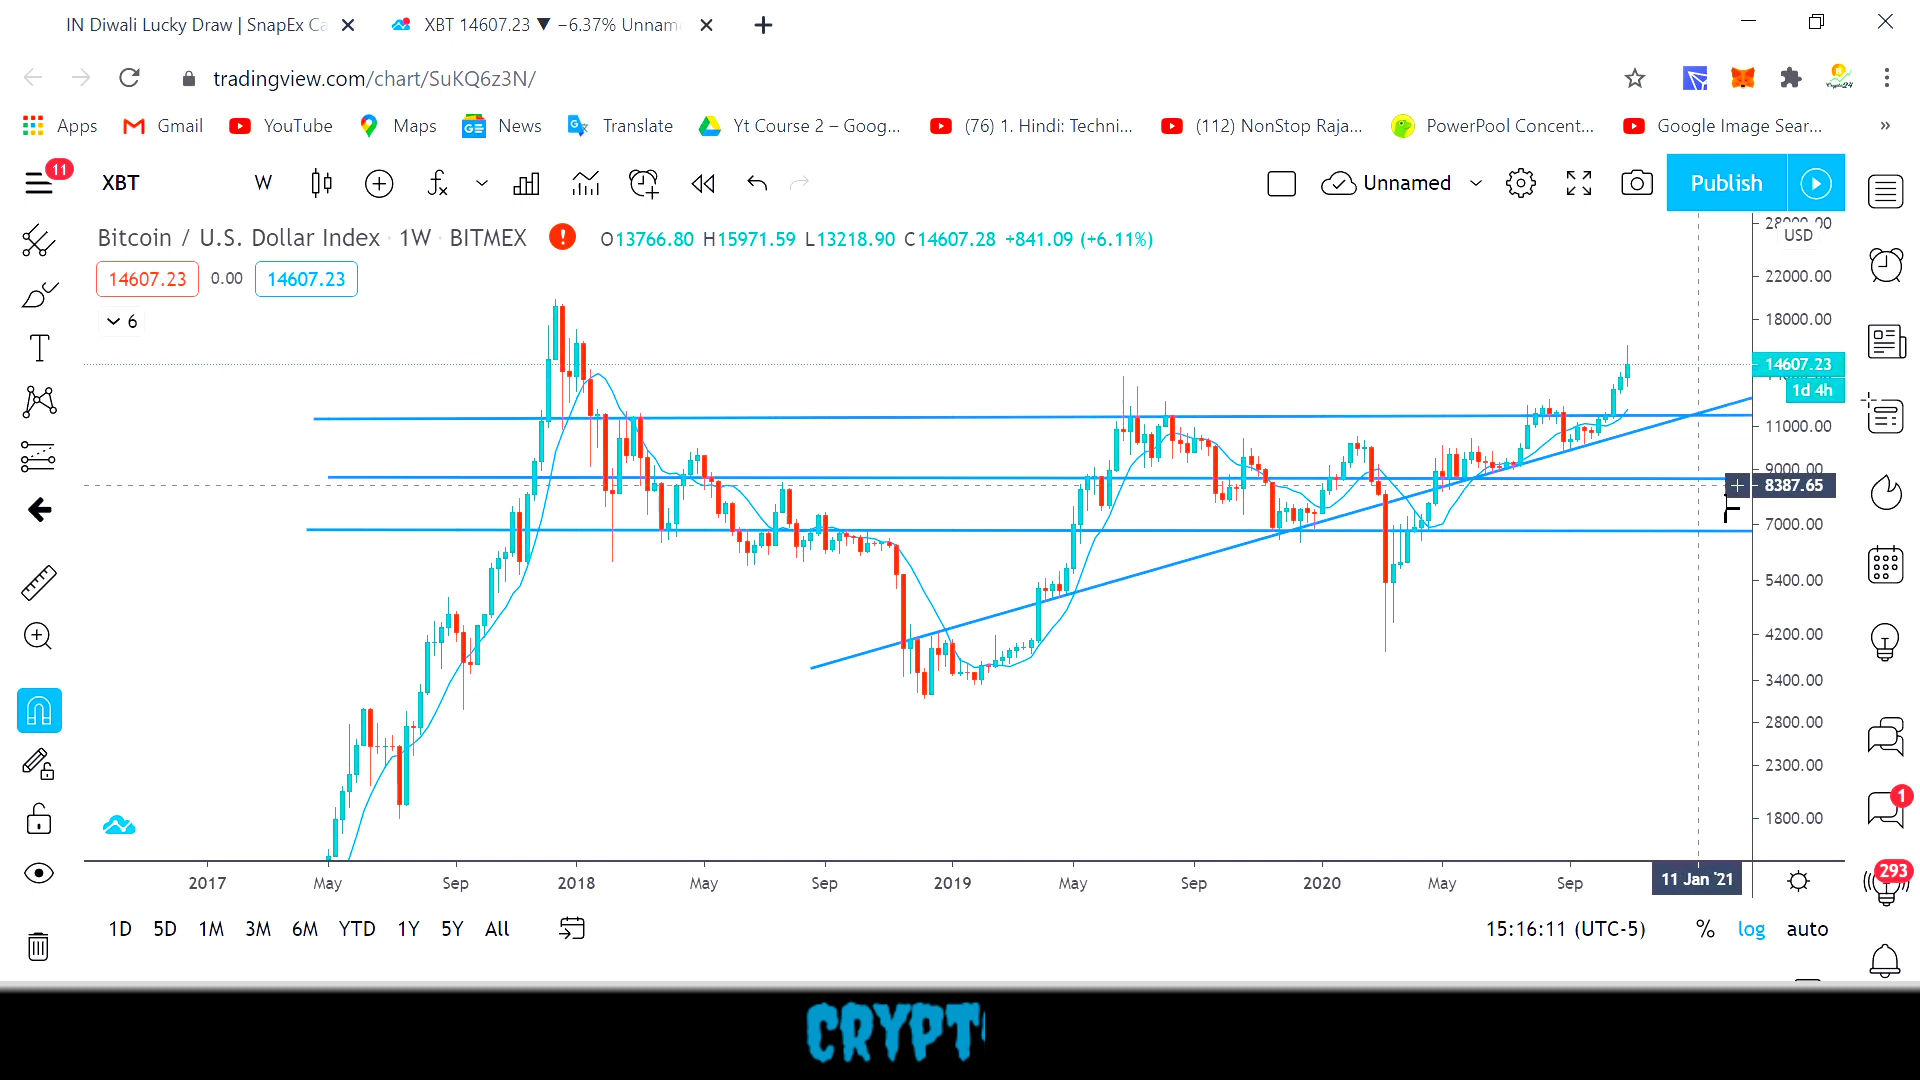 IN Diwali Lucky Draw | SnapEx Ca
XBT 14607.23 ▼ −6.37% Unnam
tradingview.com/chart/SuKQ6z3N/
Apps Gmail YouTube Maps News Translate Yt Course 2 – Goog... (76) 1. Hindi: Techni... (112) NonStop Raja... PowerPool Concent... Google Image Sear... »
11 XBT W Unnamed Publish
Bitcoin / U.S. Dollar Index · 1W · BITMEX O13766.80 H15971.59 L13218.90 C14607.28 +841.09 (+6.11%)
14607.23 0.00 14607.23
6
USD
22000.00
18000.00
14607.23
1d 4h
11000.00
9000.00
8387.65
7000.00
5400.00
4200.00
3400.00
2800.00
2300.00
1800.00
1
293
2017 May Sep 2018 May Sep 2019 May Sep 2020 May Sep 11 Jan '21
1D 5D 1M 3M 6M YTD 1Y 5Y All 15:16:11 (UTC-5) % log auto
CRYPT